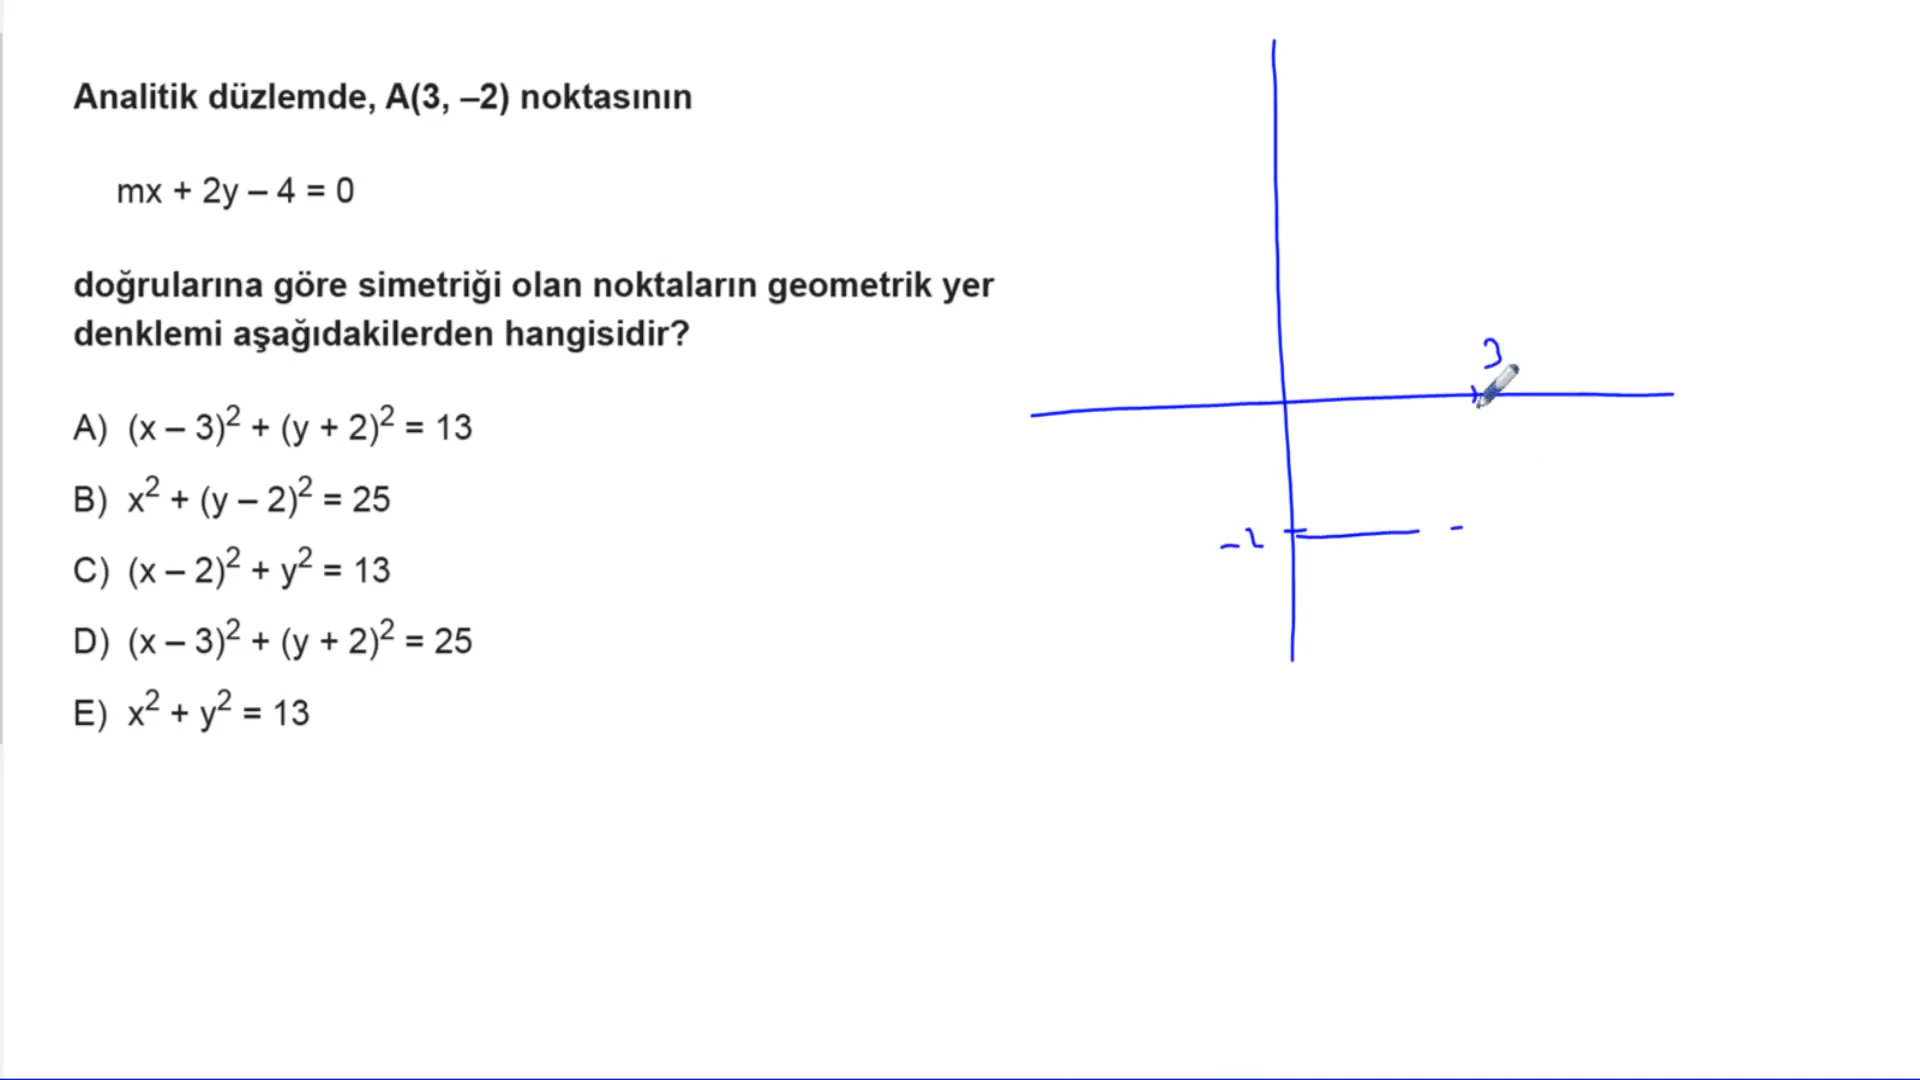 Analitik düzlemde, A(3, –2) noktasının
mx + 2y – 4 = 0
doğrularına göre simetriği olan noktaların geometrik yer
denklemi aşağıdakilerden hangisidir?
A) (x – 3)² + (y + 2)² = 13
B) x² + (y – 2)² = 25
C) (x – 2)² + y² = 13
D) (x – 3)² + (y + 2)² = 25
E) x² + y² = 13
3
-2